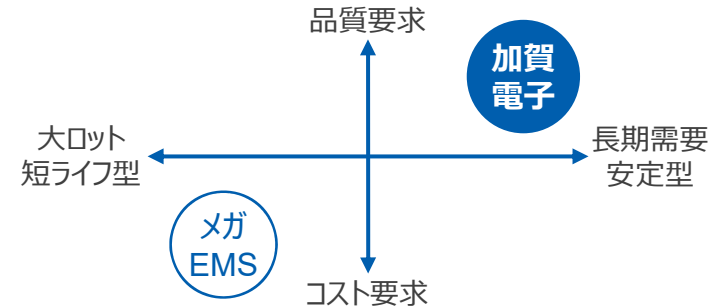 品質要求
加賀
電子
大ロット
短ライフ型
長期需要
安定型
メガ
EMS
コスト要求